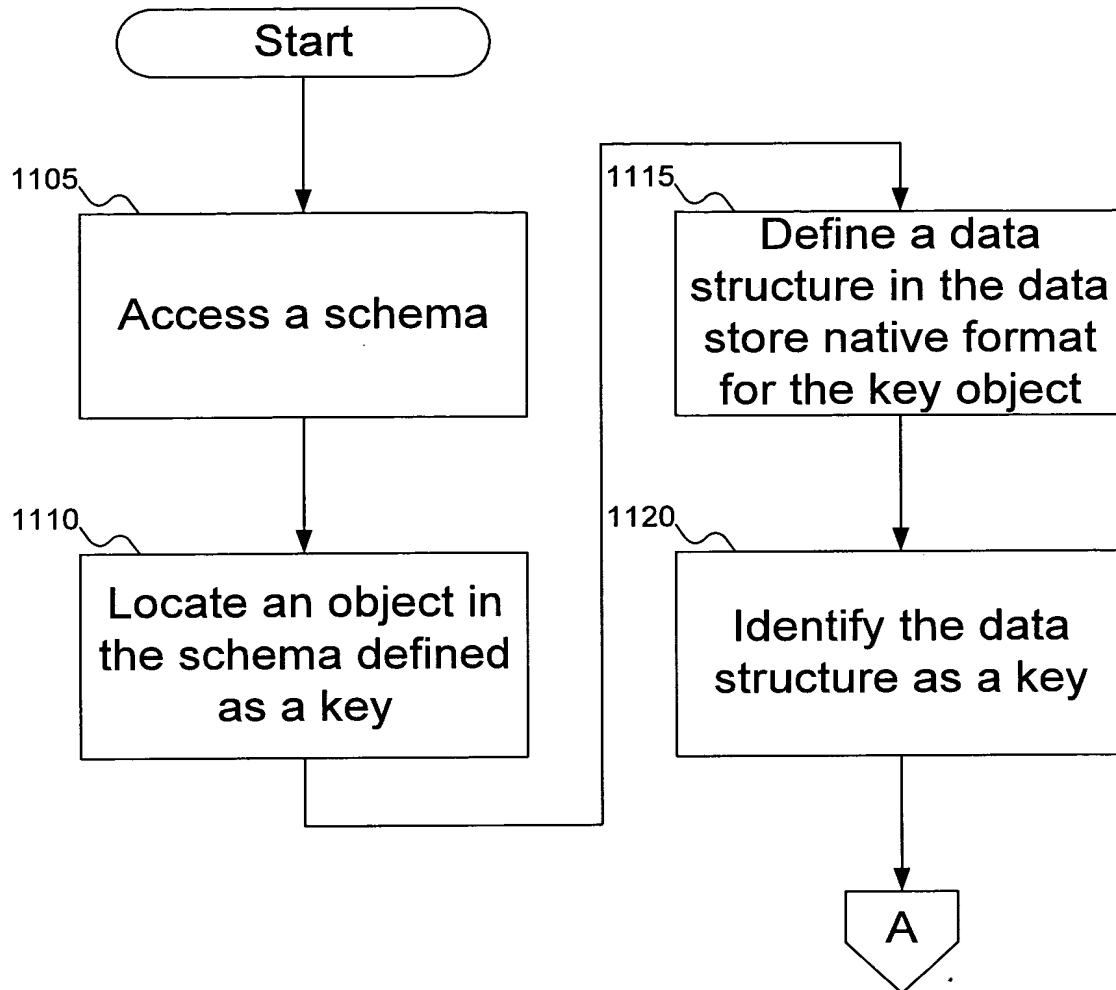 Start
1105
Access a schema
1110
Locate an object in
the schema defined
as a key
1115
Define a data
structure in the data
store native format
for the key object
1120
Identify the data
structure as a key
A